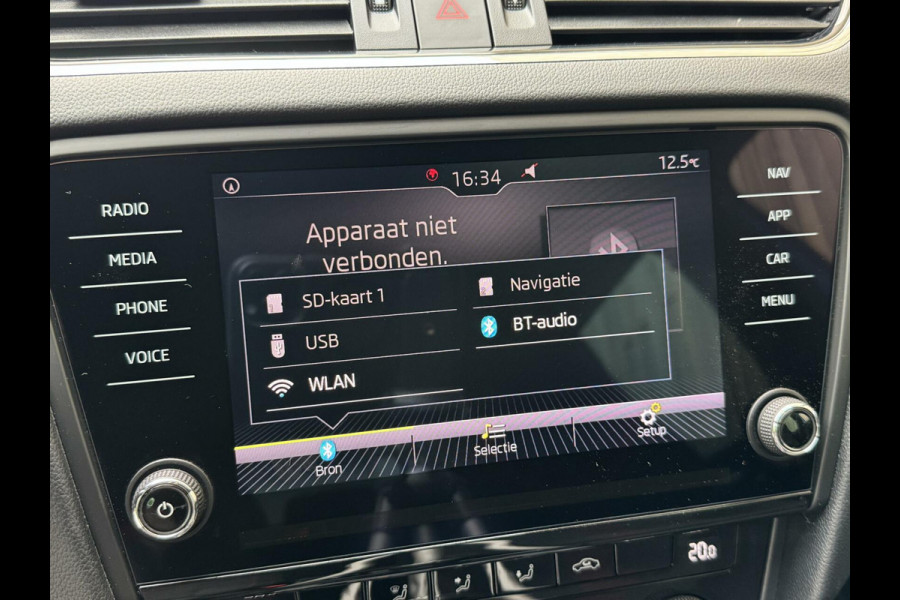 16:34
12.5°C
RADIO
MEDIA
PHONE
VOICE
Apparaat niet
verbonden.
SD-kaart 1
Navigatie
USB
BT-audio
WLAN
Bron
Selectie
Setup
NAV
APP
CAR
MENU
20.0